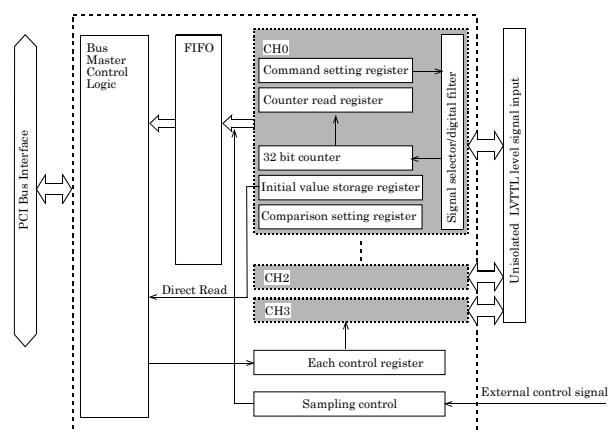 PCI Bus Interface
Bus
Master
Control
Logic
FIFO
CH0
Command setting register
Counter read register
32 bit counter
Initial value storage register
Comparison setting register
Signal selector/digital filter
Unisolated LVTTL level signal input
CH2
Direct Read
CH3
Each control register
External control signal
Sampling control